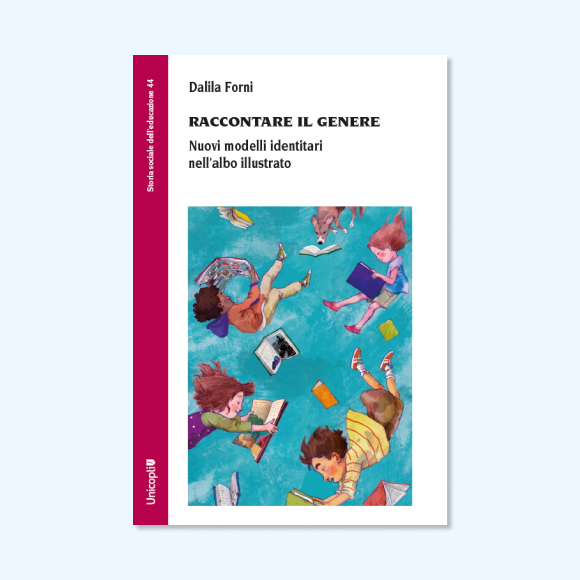 Storia sociale dell'educazione 44
Dalila Forni
RACCONTARE IL GENERE
Nuovi modelli identitari
nell'albo illustrato
Unicopli